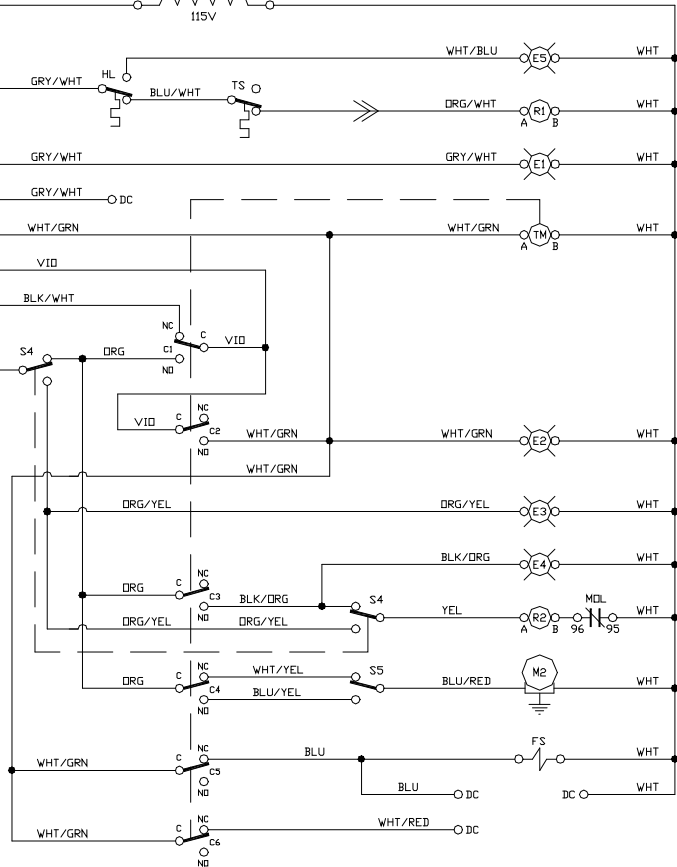 115V
WHT/BLU E5 WHT
HL
GRY/WHT BLU/WHT TS ORG/WHT R1 WHT
A B
GRY/WHT GRY/WHT E1 WHT
GRY/WHT DC
WHT/GRN WHT/GRN TM WHT
A B
VIO
BLK/WHT
NC C
C1 VIO
S4 ORG
NO
NC
C
VIO C2 WHT/GRN WHT/GRN E2 WHT
NO
WHT/GRN
ORG/YEL ORG/YEL E3 WHT
BLK/ORG E4 WHT
NC
ORG C C3 BLK/ORG S4
NO
YEL R2 MOL WHT
A B 96 95
ORG/YEL ORG/YEL
NC WHT/YEL S5 M2
ORG C C4 BLU/RED WHT
NO BLU/YEL
NC BLU FS WHT
WHT/GRN C C5
NO
BLU DC DC WHT
NC WHT/RED DC
WHT/GRN C C6
NO